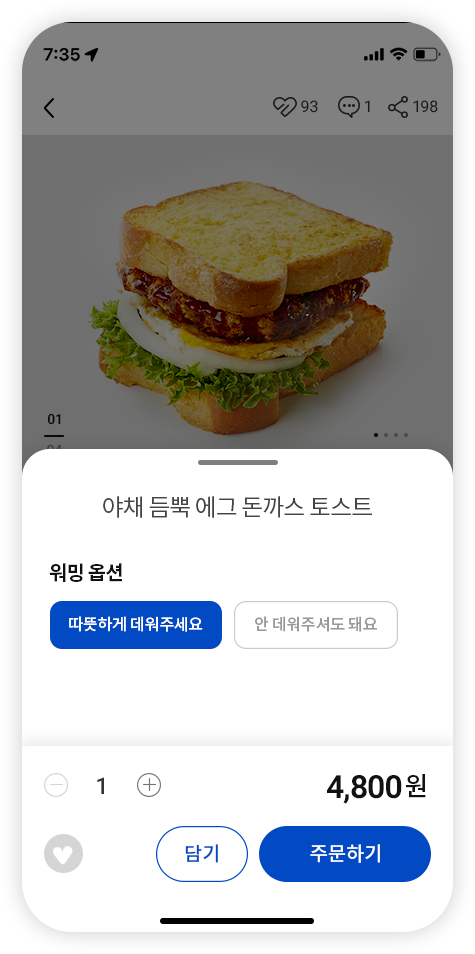 7:35
93 1 198
01
04
야채 듬뿍 에그 돈까스 토스트
워밍 옵션
따뜻하게 데워주세요 안 데워주셔도 돼요
1 4,800원
담기 주문하기